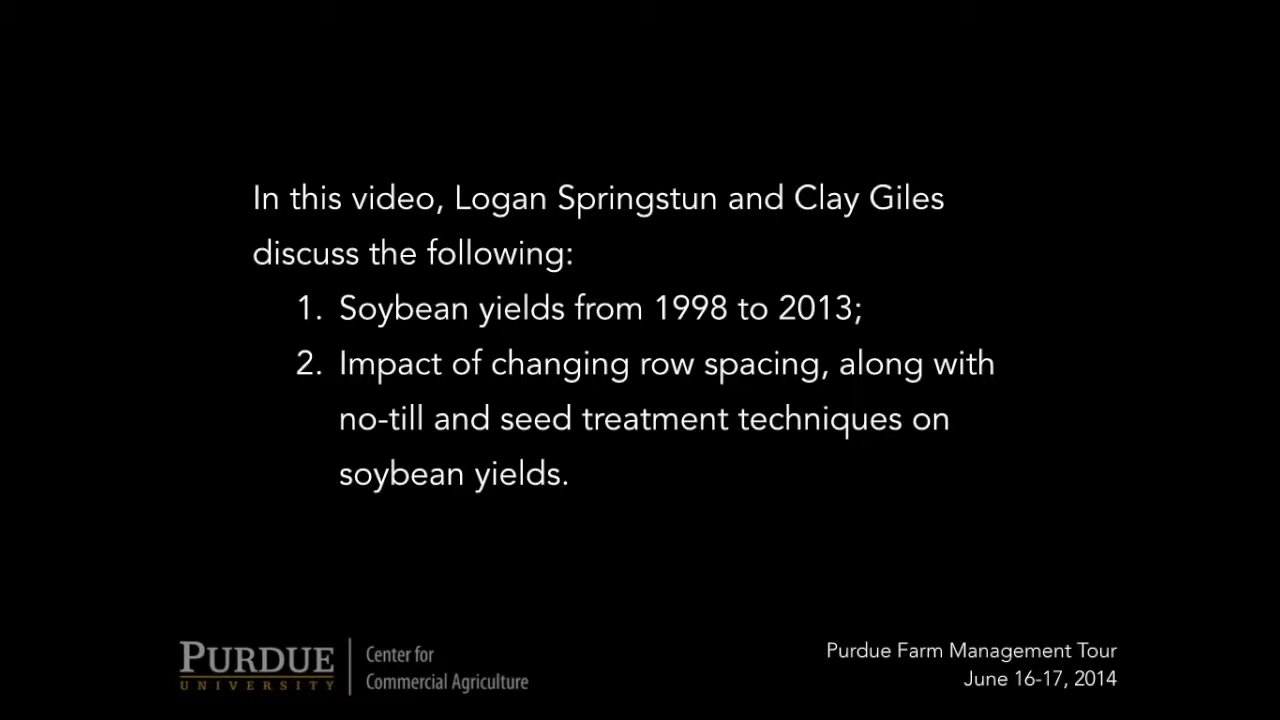 In this video, Logan Springstun and Clay Giles
discuss the following:
1. Soybean yields from 1998 to 2013;
2. Impact of changing row spacing, along with
no-till and seed treatment techniques on
soybean yields.
PURDUE
UNIVERSITY
Center for
Commercial Agriculture
Purdue Farm Management Tour
June 16-17, 2014